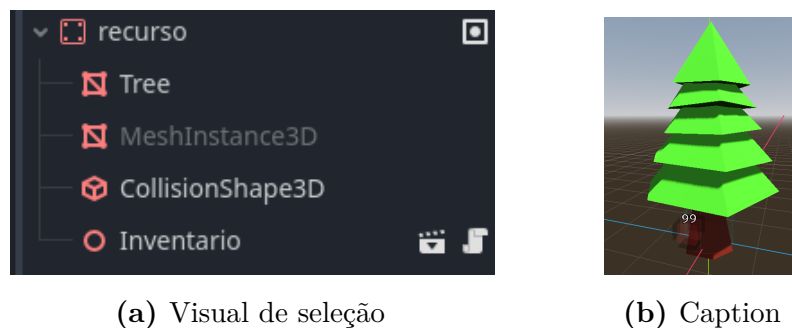 recurso
Tree
MeshInstance3D
CollisionShape3D
Inventario
99
(a) Visual de seleção
(b) Caption